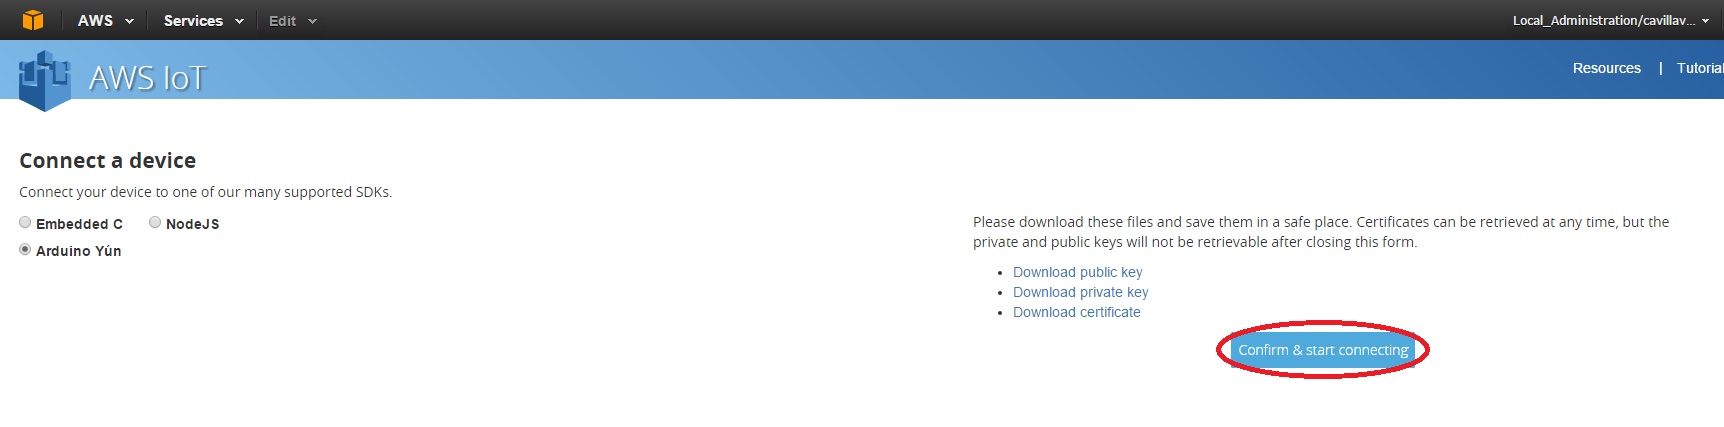 AWS Services Edit Local_Administration/cavillav...
AWS IoT Resources | Tutorial
Connect a device
Connect your device to one of our many supported SDKs.
Embedded C NodeJS
Arduino Yún
Please download these files and save them in a safe place. Certificates can be retrieved at any time, but the
private and public keys will not be retrievable after closing this form.
• Download public key
• Download private key
• Download certificate
Confirm & start connecting